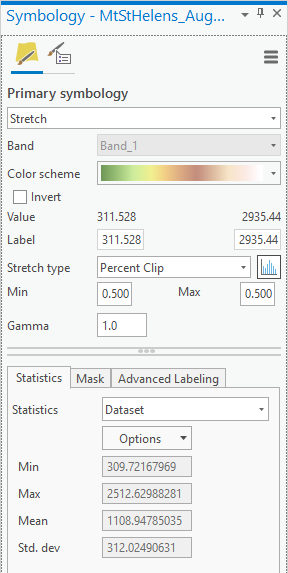 Symbology - MtStHelens_Aug...
Primary symbology
Stretch
Band Band_1
Color scheme
Invert
Value 311.528 2935.44
Label 311.528 2935.44
Stretch type Percent Clip
Min 0.500 Max 0.500
Gamma 1.0
Statistics Mask Advanced Labeling
Statistics Dataset
Options
Min 309.72167969
Max 2512.62988281
Mean 1108.94785035
Std. dev 312.02490631